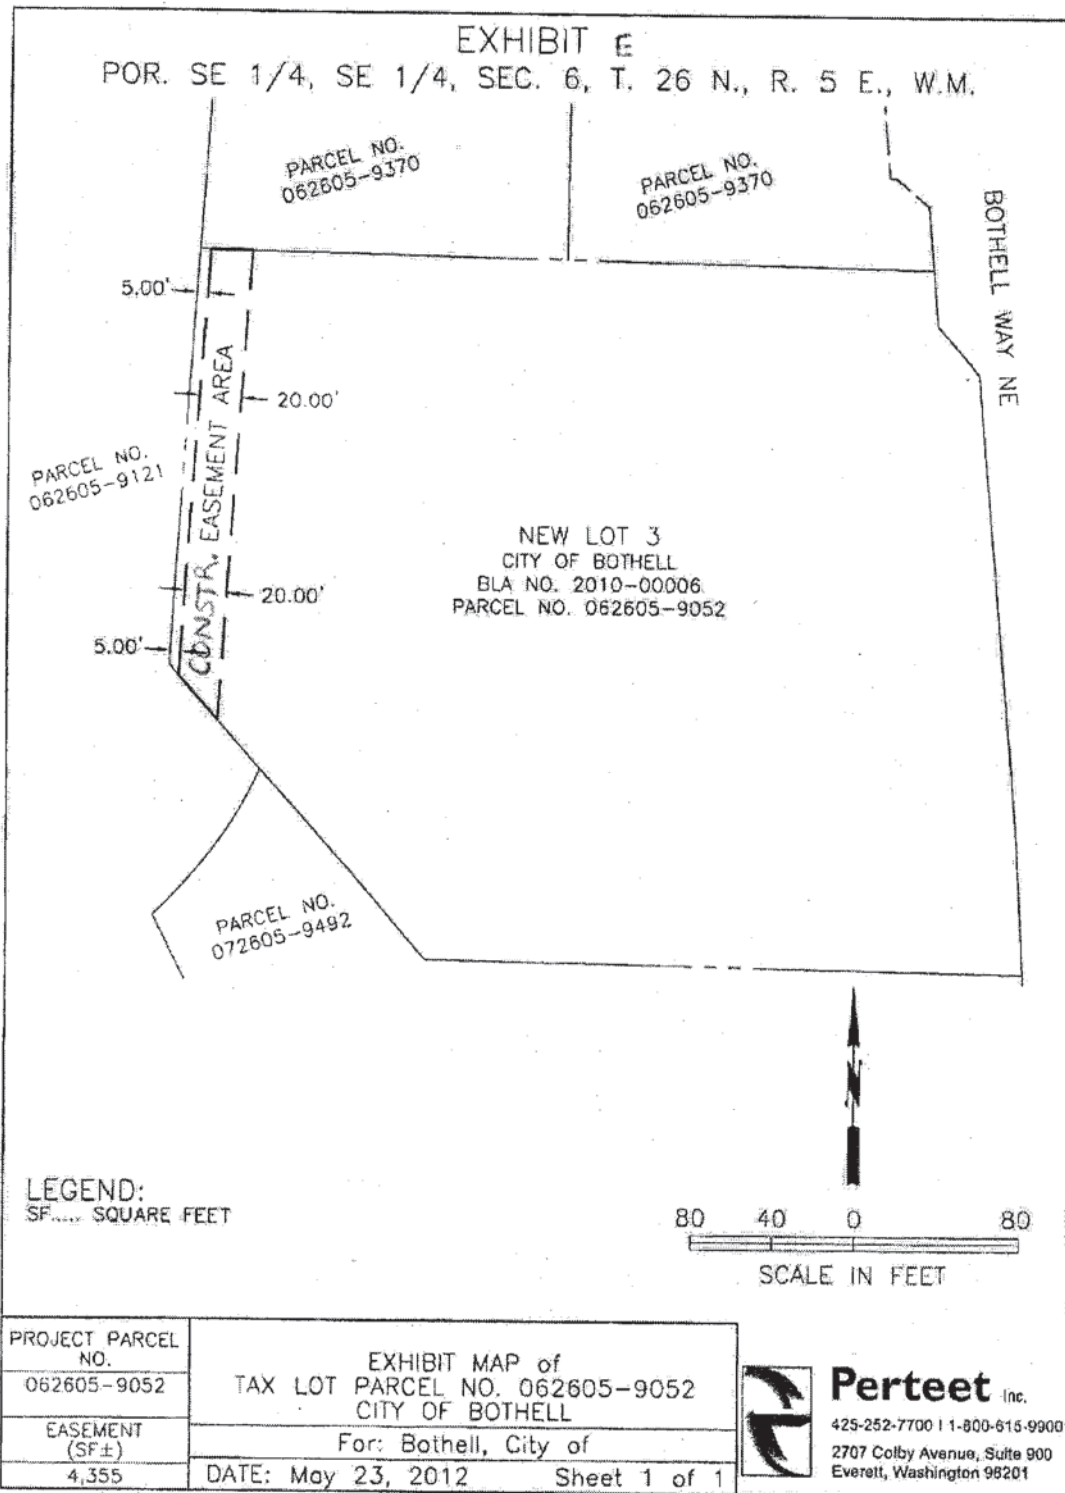 EXHIBIT E
POR. SE 1/4, SE 1/4, SEC. 6, T. 26 N., R. 5 E., W.M.
PARCEL NO.
062605-9370
PARCEL NO.
062605-9370
BOTHELL WAY NE
5.00'
20.00'
CONSTR. EASEMENT AREA
PARCEL NO.
062605-9121
NEW LOT 3
CITY OF BOTHELL
BLA NO. 2010-00006
PARCEL NO. 062605-9052
20.00'
5.00'
PARCEL NO.
072605-9492
N
LEGEND:
SF..... SQUARE FEET
80 40 0 80
SCALE IN FEET
PROJECT PARCEL
NO.
062605-9052
EASEMENT
(SF±)
4,355
EXHIBIT MAP of
TAX LOT PARCEL NO. 062605-9052
CITY OF BOTHELL
For: Bothell, City of
DATE: May 23, 2012 Sheet 1 of 1
Perteet Inc.
425-252-7700 | 1-800-615-9900
2707 Colby Avenue, Suite 900
Everett, Washington 98201